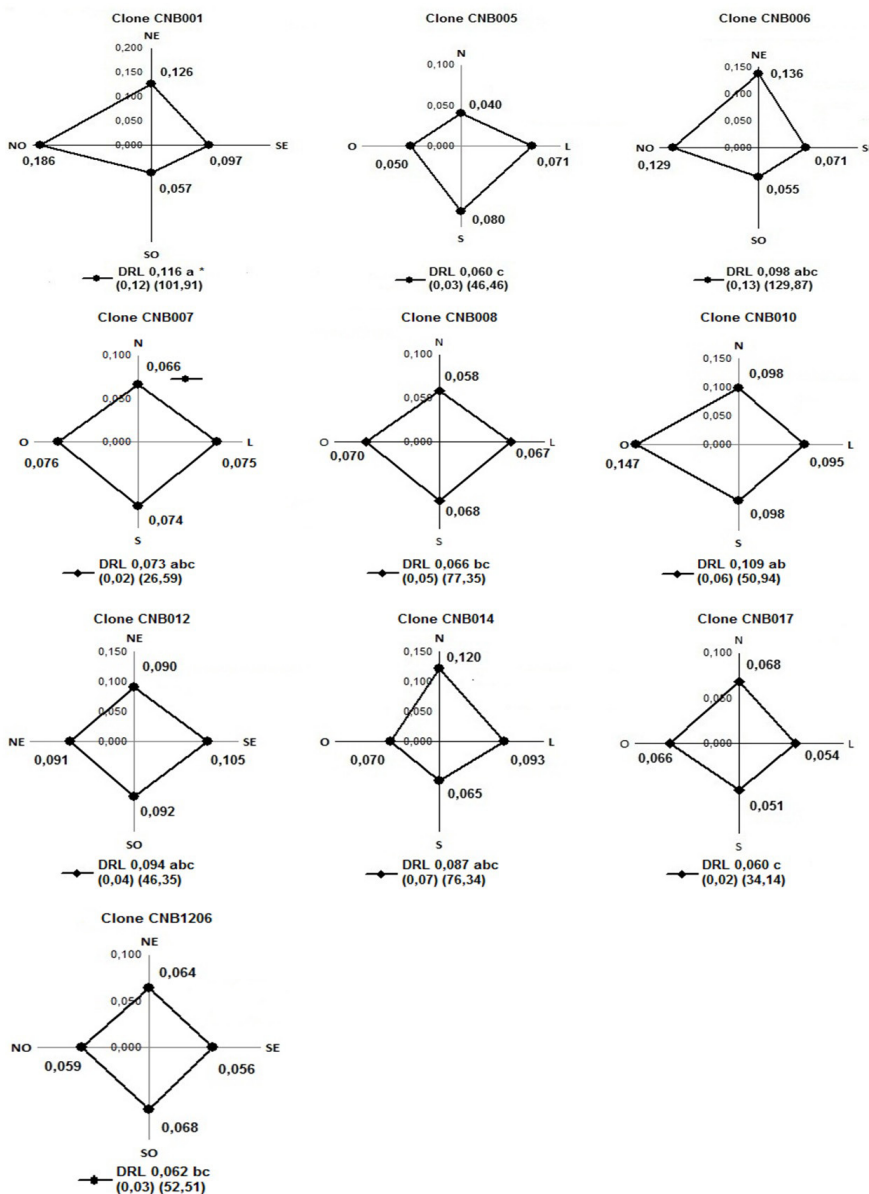 Clone CNB001
NE
0,200
0,150
0,126
0,100
0,050
NO
0,000
SE
0,186
0,097
0,057
SO
DRL 0,116 a *
(0,12) (101,91)
Clone CNB005
N
0,100
0,050
0,040
O
0,000
L
0,050
0,071
0,080
S
DRL 0,060 c
(0,03) (46,46)
Clone CNB006
NE
0,150
0,136
0,100
0,050
NO
0,000
SE
0,129
0,071
0,055
SO
DRL 0,098 abc
(0,13) (129,87)
Clone CNB007
N
0,100
0,066
0,050
O
0,000
L
0,076
0,075
0,074
S
DRL 0,073 abc
(0,02) (26,59)
Clone CNB008
N
0,100
0,058
0,050
O
0,000
L
0,070
0,067
0,068
S
DRL 0,066 bc
(0,05) (77,35)
Clone CNB010
N
0,150
0,098
0,100
0,050
O
0,000
L
0,147
0,095
0,098
S
DRL 0,109 ab
(0,06) (50,94)
Clone CNB012
NE
0,150
0,100
0,090
0,050
NE
0,000
SE
0,091
0,105
0,092
SO
DRL 0,094 abc
(0,04) (46,35)
Clone CNB014
N
0,150
0,120
0,100
0,050
O
0,000
L
0,070
0,093
0,065
S
DRL 0,087 abc
(0,07) (76,34)
Clone CNB017
N
0,100
0,068
0,050
O
0,000
L
0,066
0,054
0,051
S
DRL 0,060 c
(0,02) (34,14)
Clone CNB1206
NE
0,100
0,064
0,050
NO
0,000
SE
0,059
0,056
0,068
SO
DRL 0,062 bc
(0,03) (52,51)